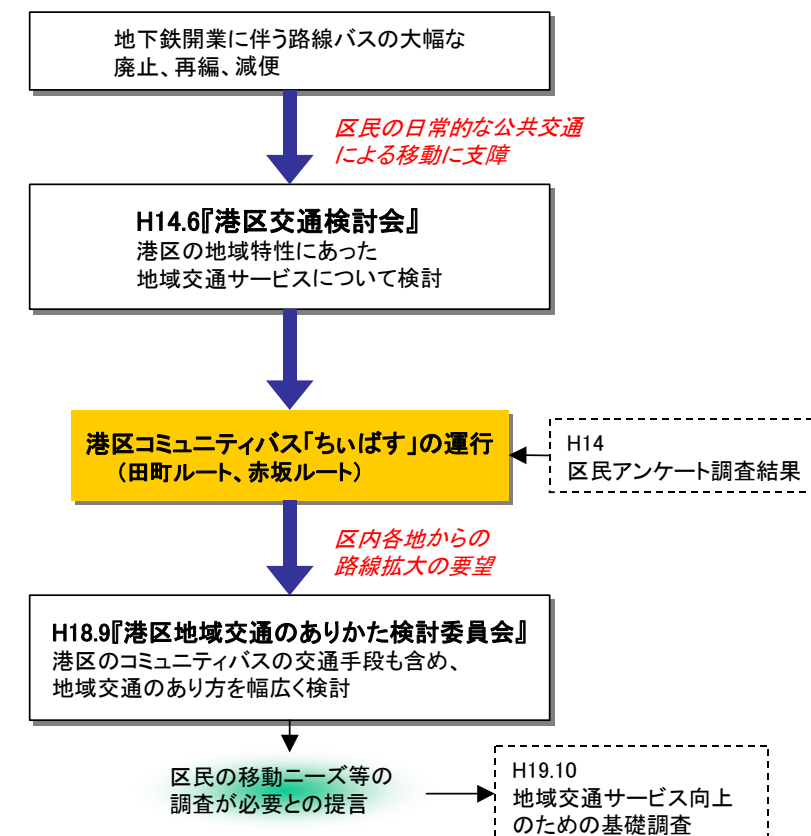 地下鉄開業に伴う路線バスの大幅な
廃止、再編、減便
区民の日常的な公共交通
による移動に支障
H14.6『港区交通検討会』
港区の地域特性にあった
地域交通サービスについて検討
港区コミュニティバス「ちぃばす」の運行
（田町ルート、赤坂ルート）
H14
区民アンケート調査結果
区内各地からの
路線拡大の要望
H18.9『港区地域交通のありかた検討委員会』
港区のコミュニティバスの交通手段も含め、
地域交通のあり方を幅広く検討
区民の移動ニーズ等の
調査が必要との提言
H19.10
地域交通サービス向上
のための基礎調査